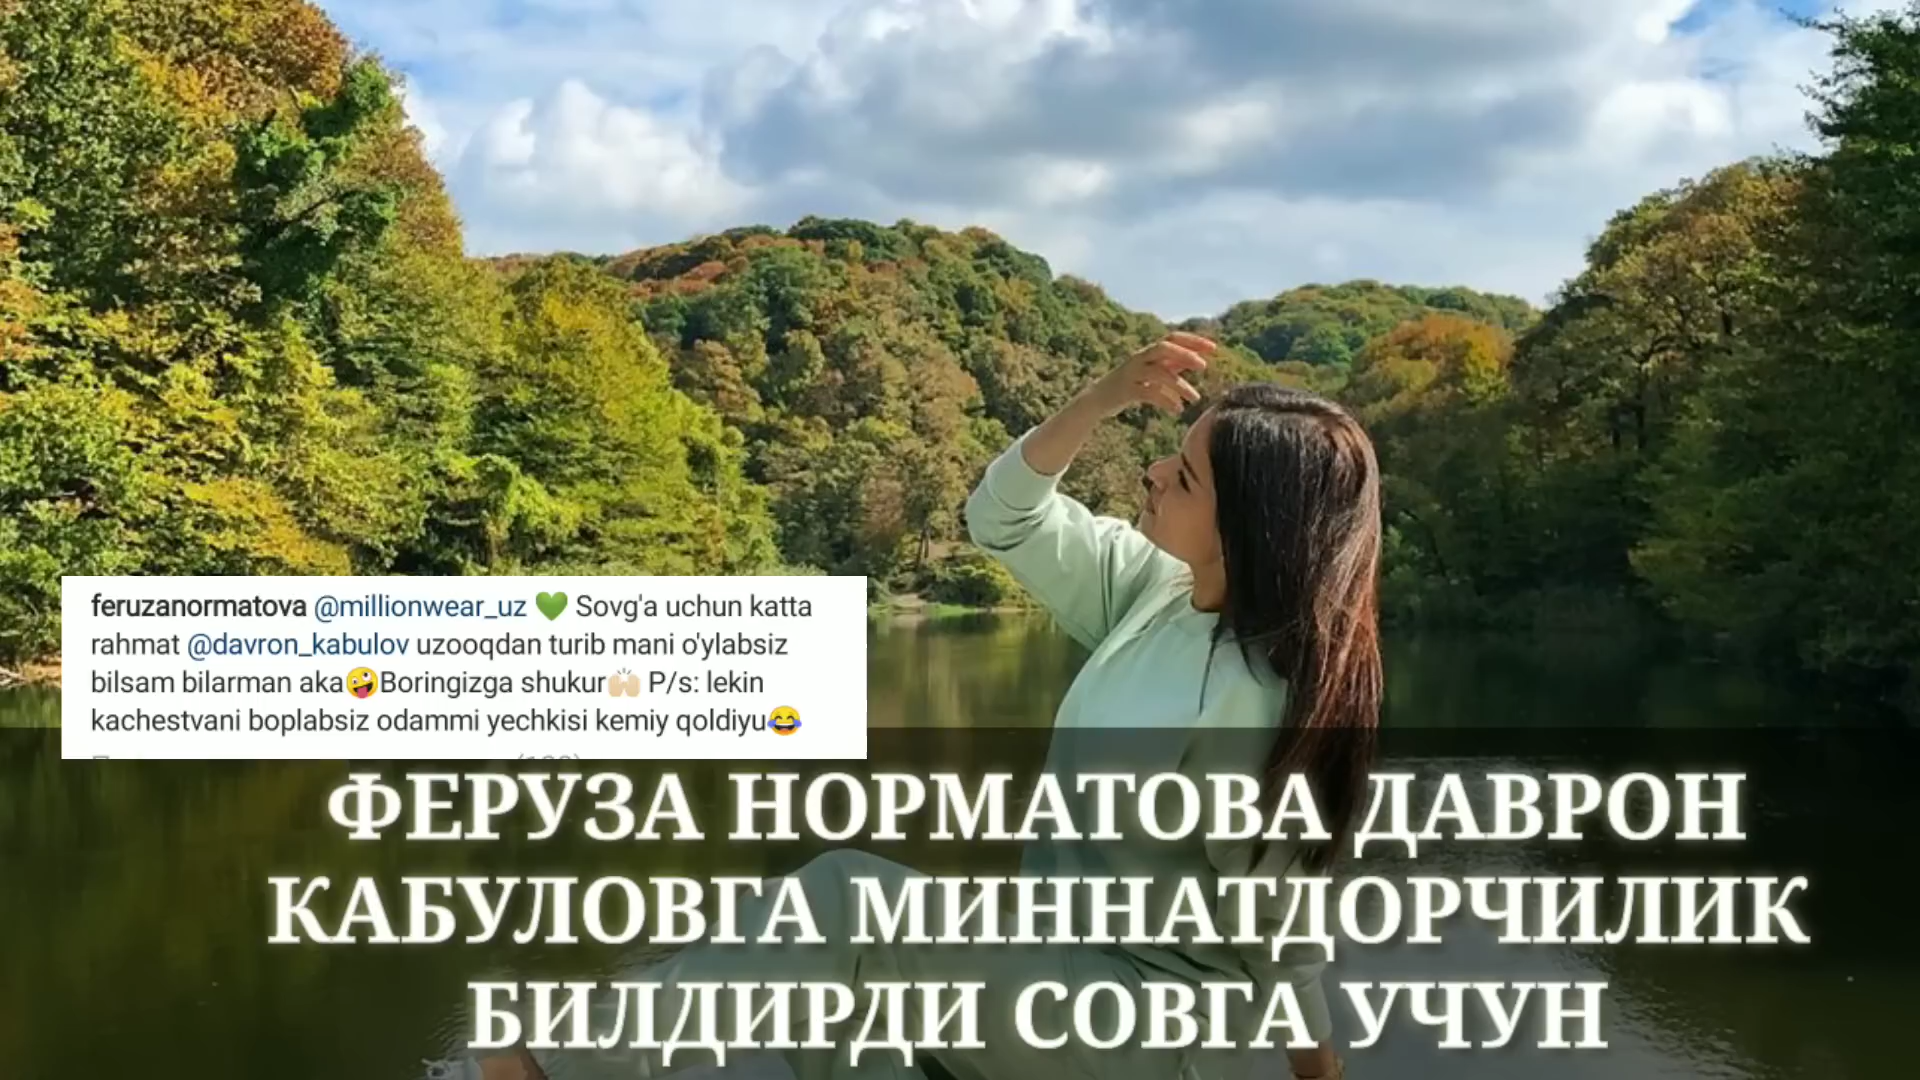 feruzanormatova @millionwear_uz 💚 Sovg'a uchun katta
rahmat @davron_kabulov uzooqdan turib mani o'ylabsiz
bilsam bilarman aka🤪Boringizga shukur🙌🏻 P/s: lekin
kachestvani boplabsiz odammi yechkisi kemiy qoldiyu😂
ФЕРУЗА НОРМАТОВА ДАВРОН
КАБУЛОВГА МИННАТДОРЧИЛИК
БИЛДИРДИ СОВГА УЧУН